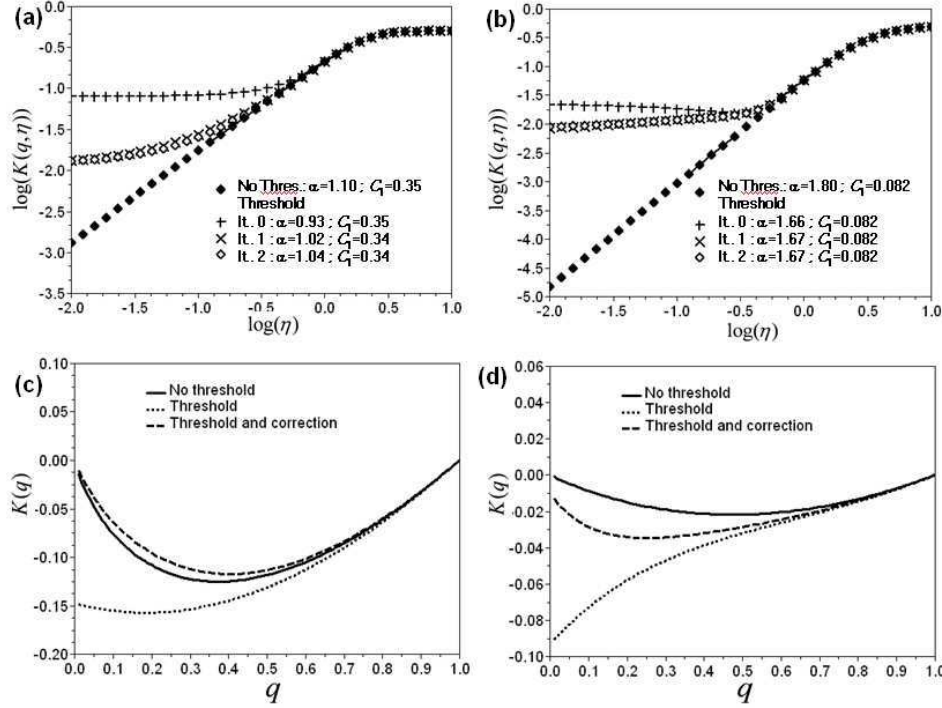 (a)
log(K(q,η))
0.0
-0.5
-1.0
-1.5
-2.0
-2.5
-3.0
-3.5
No Thres.: α=1.10 ; C1=0.35
Threshold
It. 0 : α=0.93 ; C1=0.35
It. 1 : α=1.02 ; C1=0.34
It. 2 : α=1.04 ; C1=0.34
-2.0 -1.5 -1.0 -0.5 0.0 0.5 1.0
log(η)
(b)
log(K(q,η))
0.0
-0.5
-1.0
-1.5
-2.0
-2.5
-3.0
-3.5
-4.0
-4.5
-5.0
No Thres.: α=1.80 ; C1=0.082
Threshold
It. 0 : α=1.66 ; C1=0.082
It. 1 : α=1.67 ; C1=0.082
It. 2 : α=1.67 ; C1=0.082
-2.0 -1.5 -1.0 -0.5 0.0 0.5 1.0
log(η)
(c)
K(q)
0.10
0.05
0.00
-0.05
-0.10
-0.15
-0.20
No threshold
Threshold
Threshold and correction
0.0 0.1 0.2 0.3 0.4 0.5 0.6 0.7 0.8 0.9 1.0
q
(d)
K(q)
0.06
0.04
0.02
0.00
-0.02
-0.04
-0.06
-0.08
-0.10
No threshold
Threshold
Threshold and correction
0.0 0.1 0.2 0.3 0.4 0.5 0.6 0.7 0.8 0.9 1.0
q